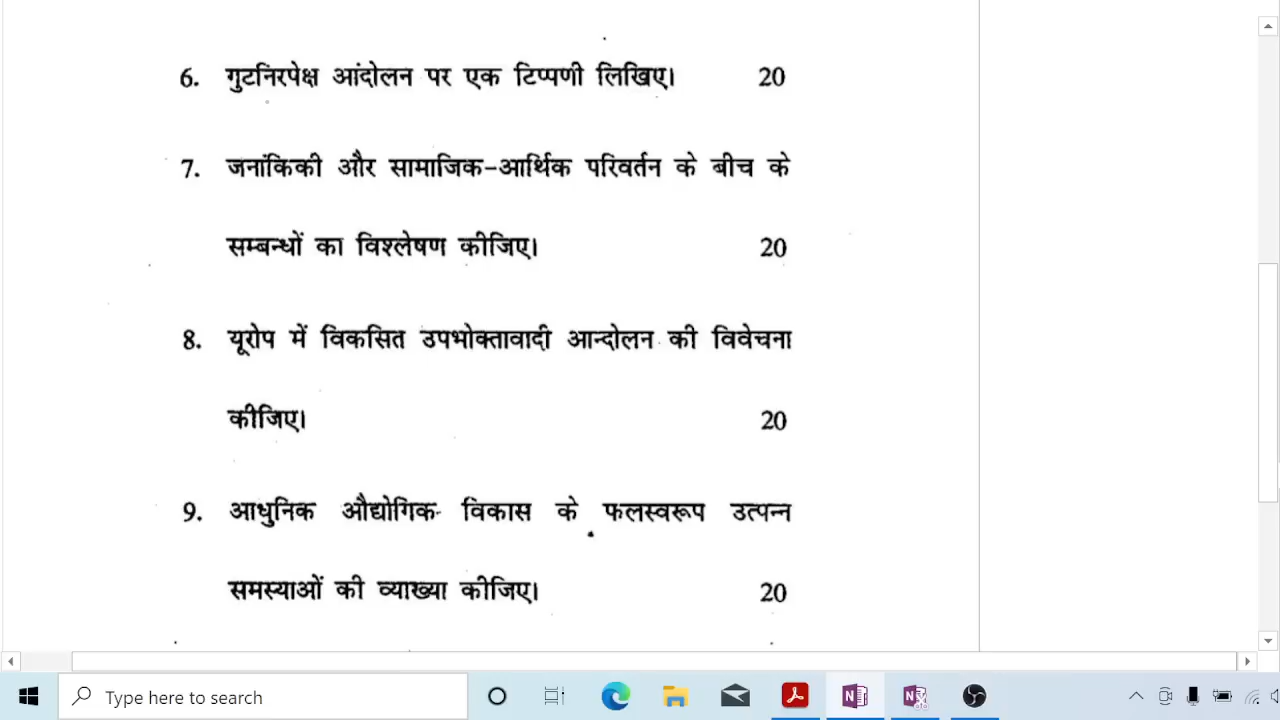 6. गुटनिरपेक्ष आंदोलन पर एक टिप्पणी लिखिए। 20
7. जनांकिकी और सामाजिक-आर्थिक परिवर्तन के बीच के
सम्बन्धों का विश्लेषण कीजिए। 20
8. यूरोप में विकसित उपभोक्तावादी आन्दोलन की विवेचना
कीजिए। 20
9. आधुनिक औद्योगिक विकास के फलस्वरूप उत्पन्न
समस्याओं की व्याख्या कीजिए। 20
Type here to search